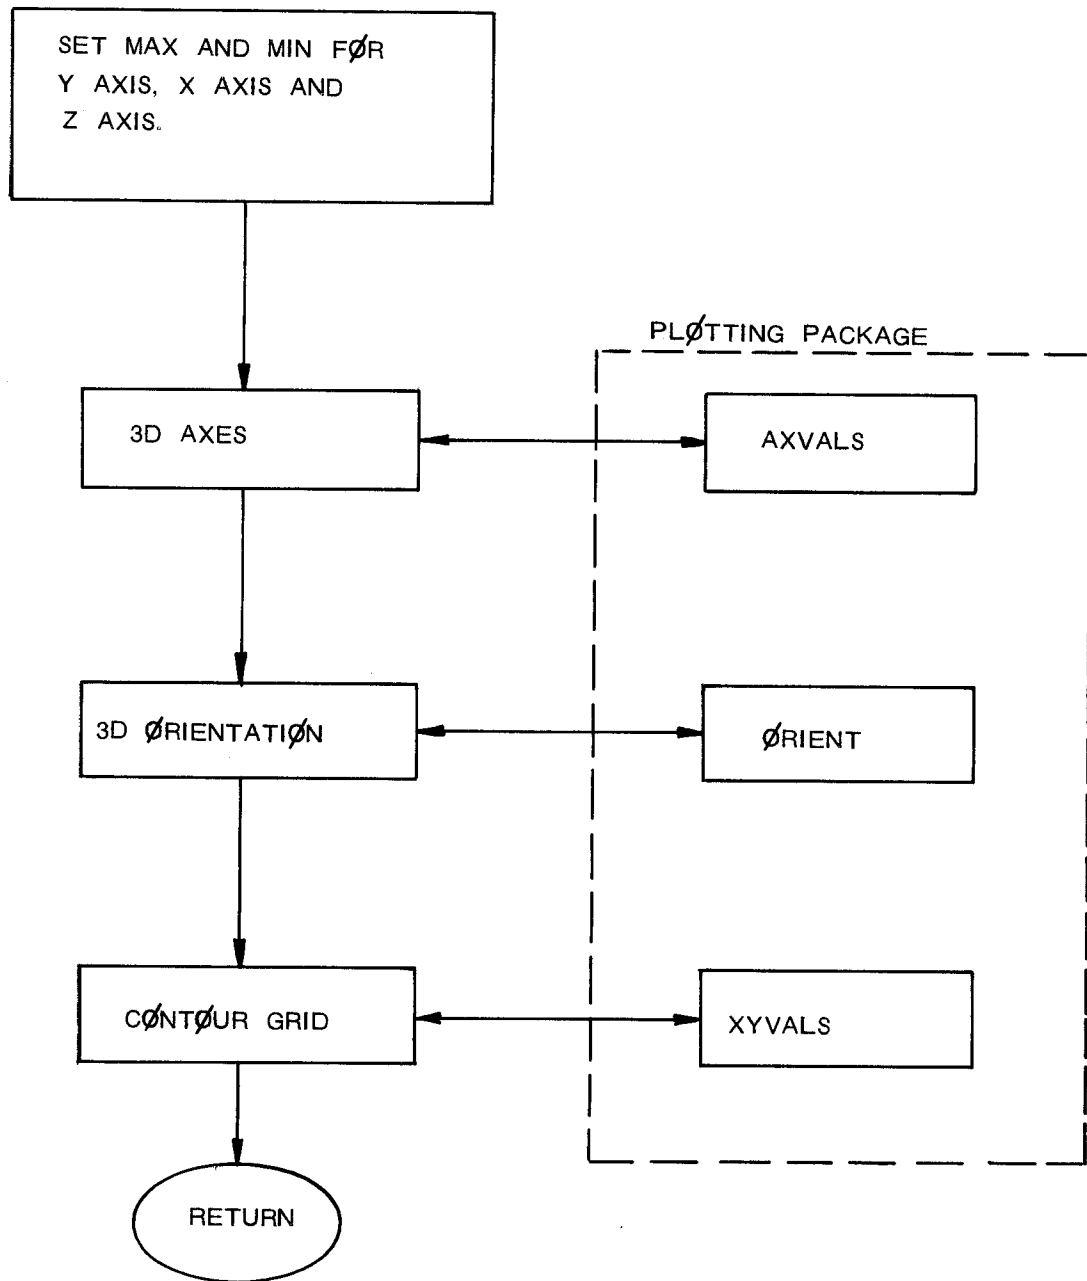 SET MAX AND MIN FØR
Y AXIS, X AXIS AND
Z AXIS.
PLØTTING PACKAGE
3D AXES
AXVALS
3D ØRIENTATIØN
ØRIENT
CØNTØUR GRID
XYVALS
RETURN